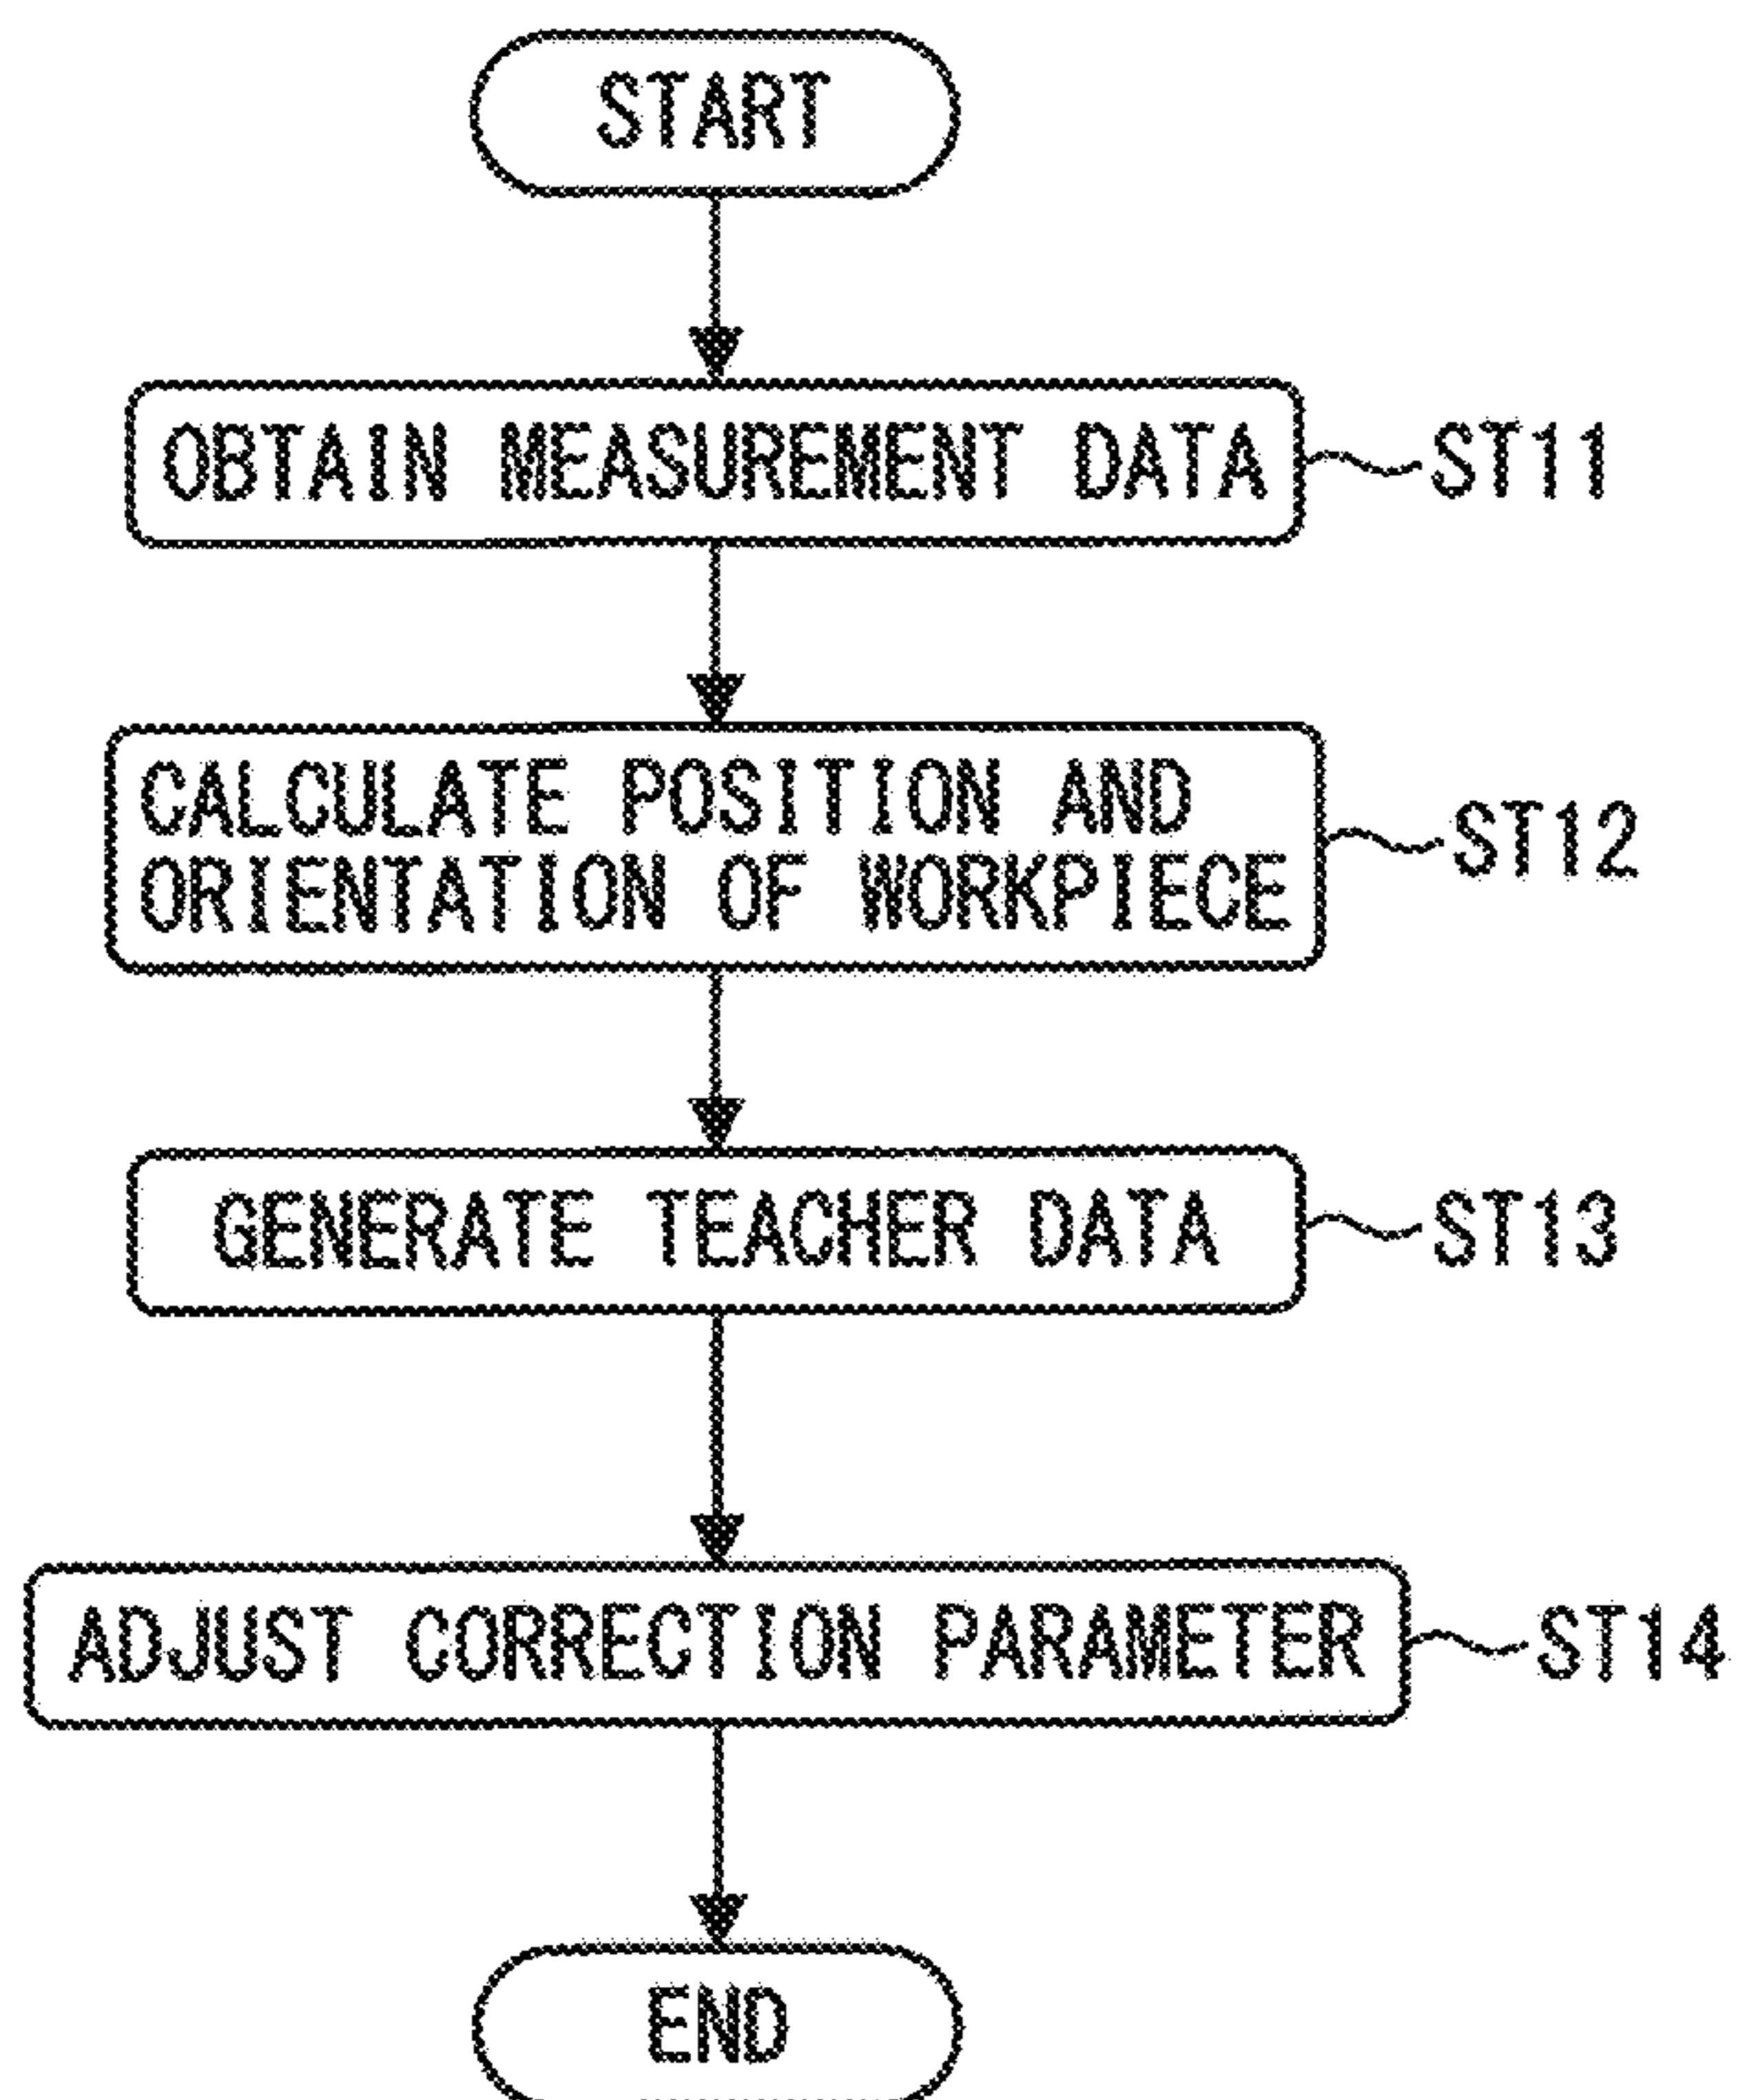 START
OBTAIN MEASUREMENT DATA
ST11
CALCULATE POSITION AND
ORIENTATION OF WORKPIECE
ST12
GENERATE TEACHER DATA
ST13
ADJUST CORRECTION PARAMETER
ST14
END